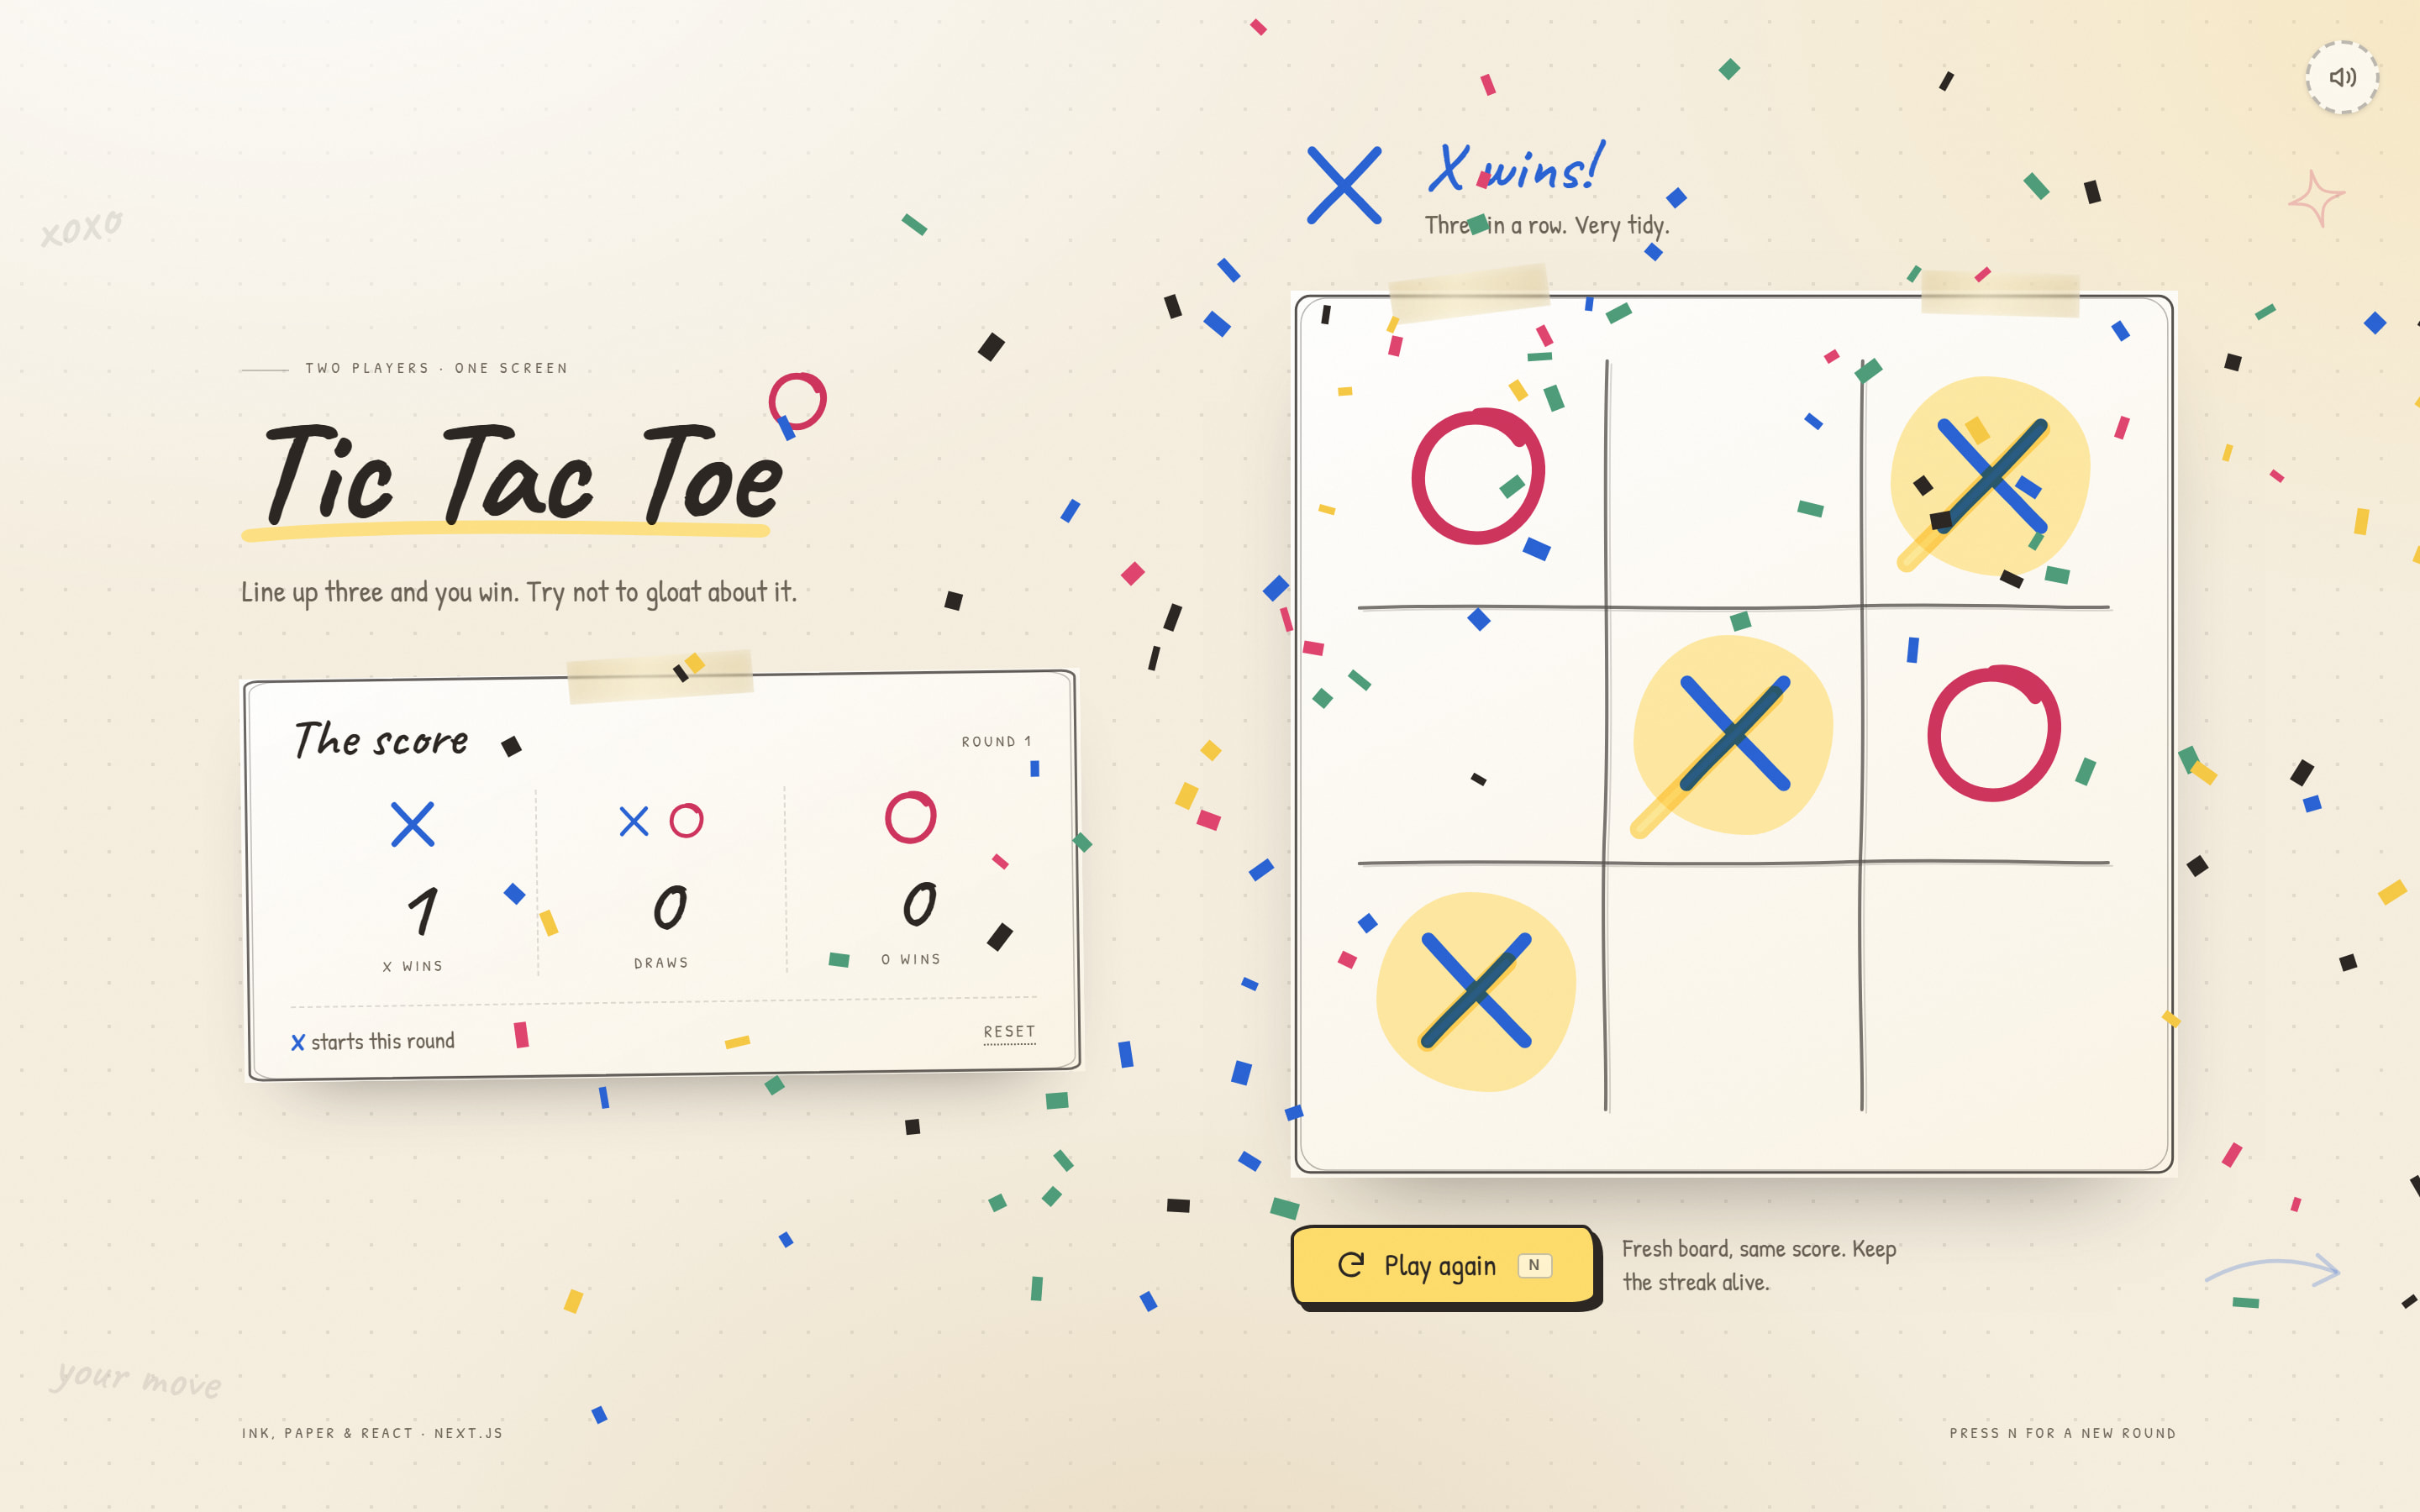 xoxo
X wins!
Three in a row. Very tidy.
TWO PLAYERS · ONE SCREEN
Tic Tac Toe
Line up three and you win. Try not to gloat about it.
The score
ROUND 1
1
0
0
X WINS
DRAWS
O WINS
X starts this round
RESET
Play again N
Fresh board, same score. Keep
the streak alive.
your move
INK, PAPER & REACT · NEXT.JS
PRESS N FOR A NEW ROUND